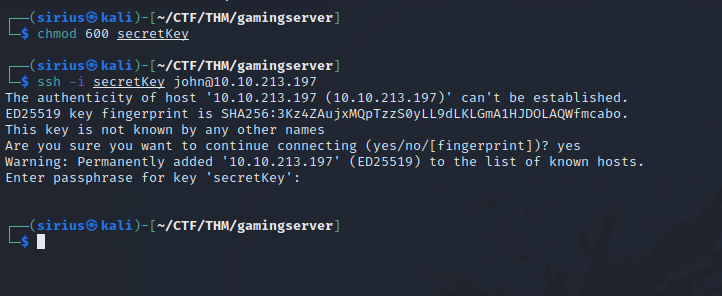 ┌──(sirius㉿kali)-[~/CTF/THM/gamingserver]
└─$ chmod 600 secretKey
┌──(sirius㉿kali)-[~/CTF/THM/gamingserver]
└─$ ssh -i secretKey john@10.10.213.197
The authenticity of host '10.10.213.197 (10.10.213.197)' can't be established.
ED25519 key fingerprint is SHA256:3Kz4ZAujxMQpTzzS0yLL9dLKLGmA1HJDOLAQWfmcabo.
This key is not known by any other names
Are you sure you want to continue connecting (yes/no/[fingerprint])? yes
Warning: Permanently added '10.10.213.197' (ED25519) to the list of known hosts.
Enter passphrase for key 'secretKey':
┌──(sirius㉿kali)-[~/CTF/THM/gamingserver]
└─$